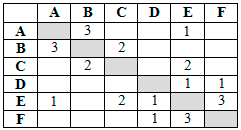 A B C D E F
A 3 1
B 3 2
C 2 2
D 1 1
E 1 2 1 3
F 1 3